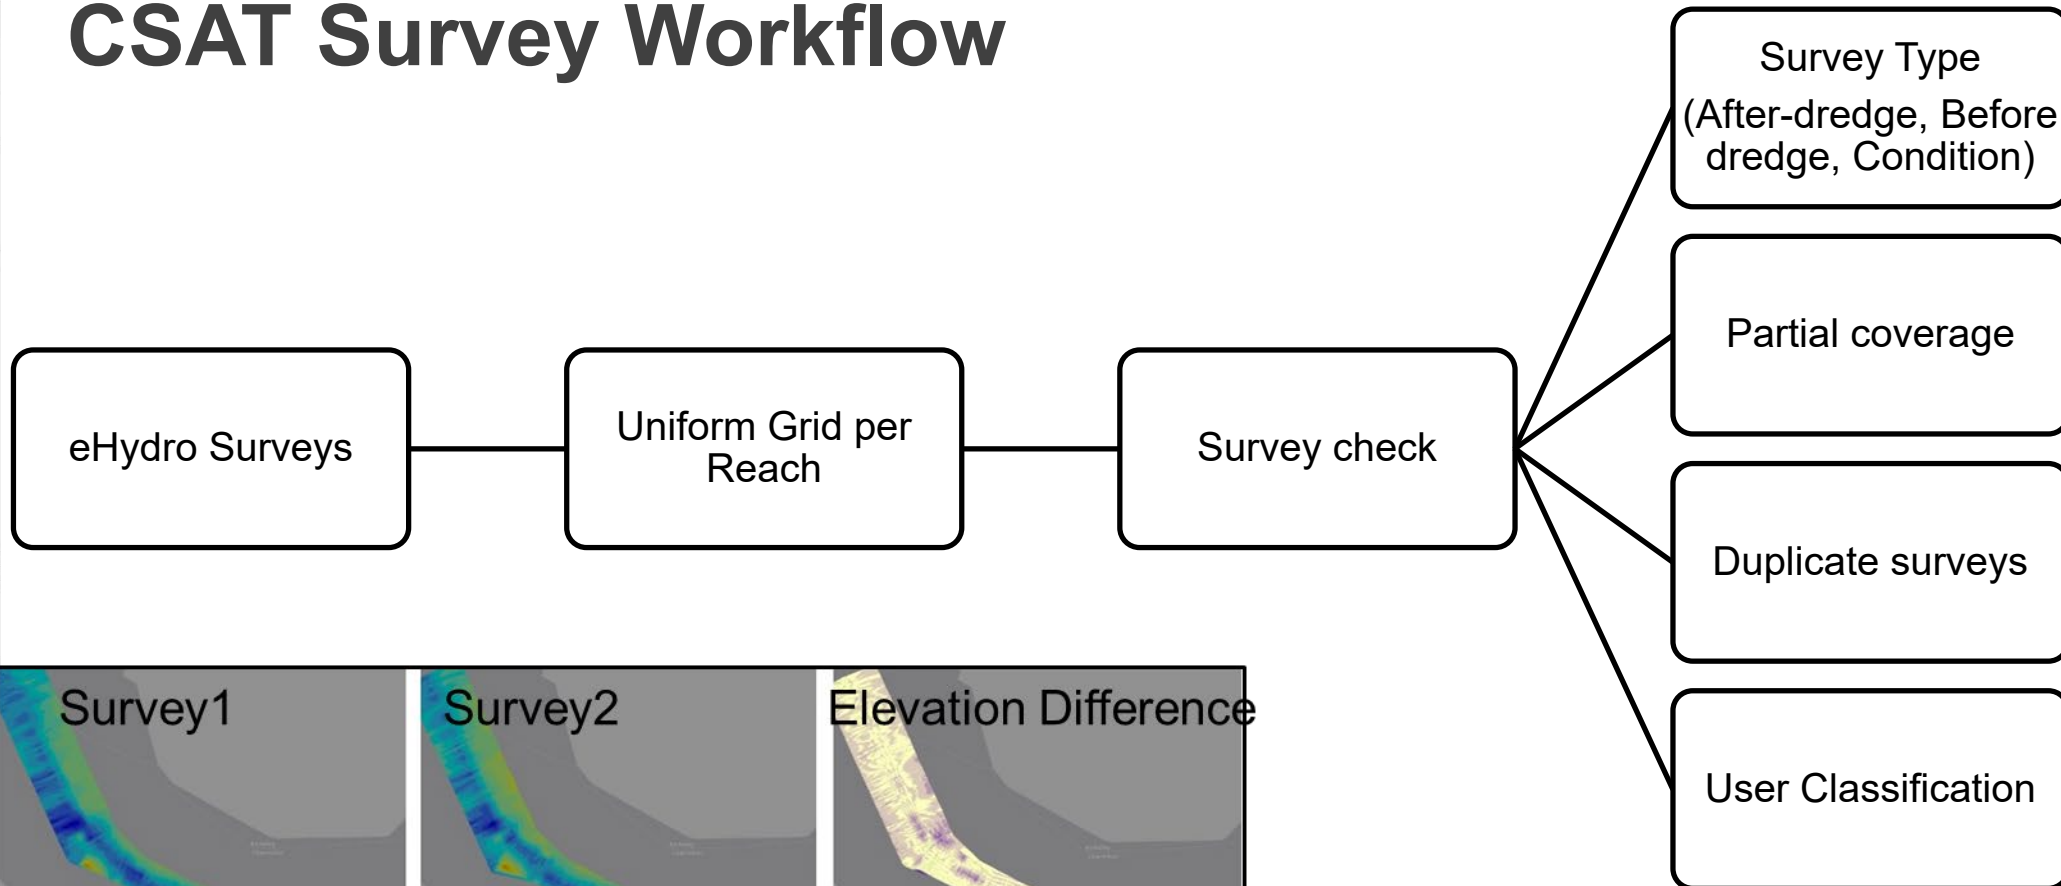 CSAT Survey Workflow
eHydro Surveys
Uniform Grid per
Reach
Survey check
Survey Type
(After-dredge, Before
dredge, Condition)
Partial coverage
Duplicate surveys
User Classification
Survey1
Survey2
Elevation Difference